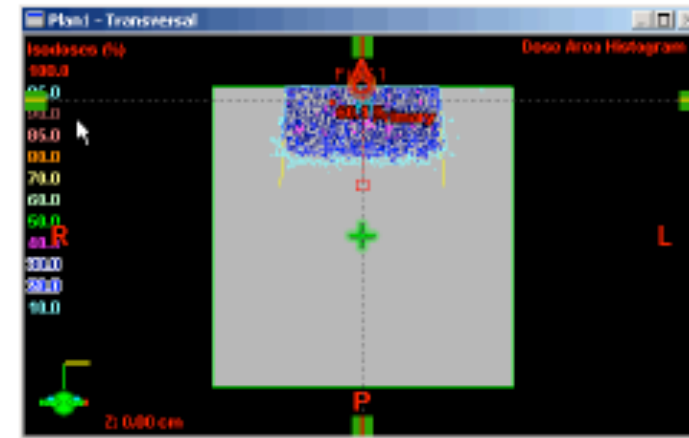 Plan1 - Transversal
Isodoses (%)
Dose Area Histogram
100.0
95.0
90.0
85.0
80.0
70.0
60.0
50.0
40.0
R
L
30.0
20.0
10.0
P
Z: 0.00 cm